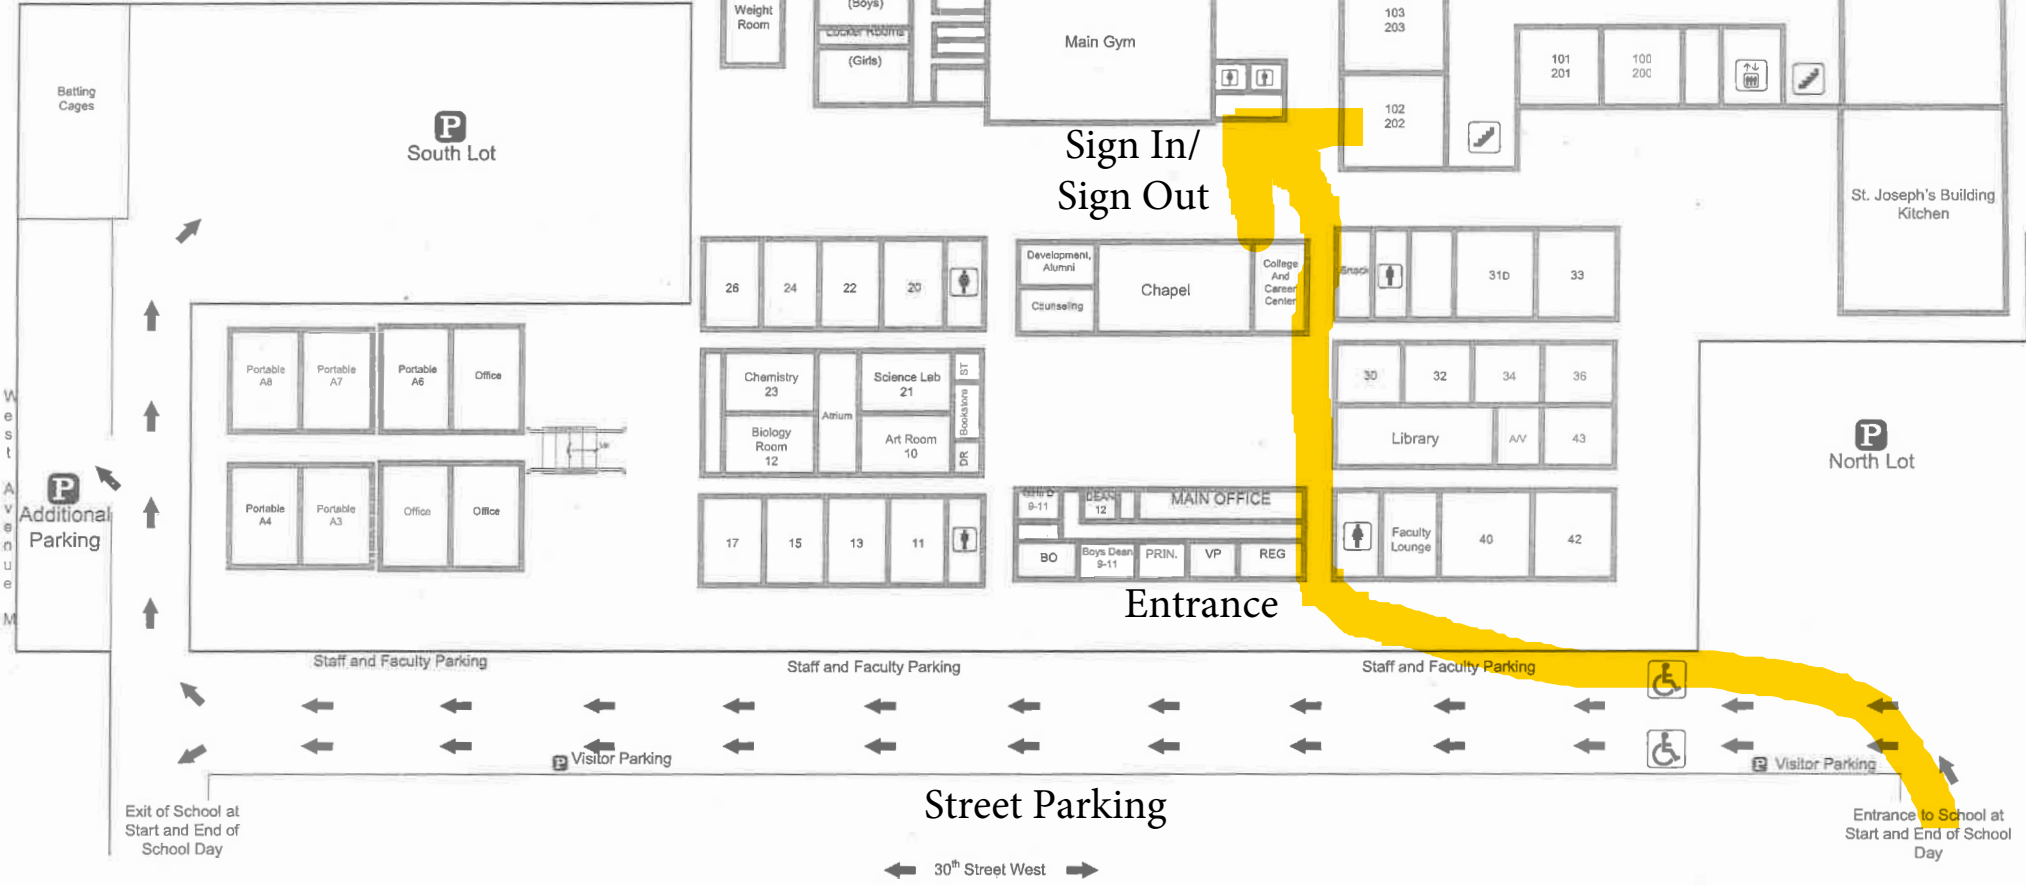 Weight
Room
(Boys)
Locker Rooms
(Girls)
Main Gym
103
203
102
202
101
201
100
200
Batting
Cages
P
South Lot
Sign In/
Sign Out
St. Joseph's Building
Kitchen
26
24
22
20
Development,
Alumni
Counseling
Chapel
College
And
Career
Center
31D
33
Portable
A8
Portable
A7
Portable
A6
Office
Chemistry
23
Atrium
Science Lab
21
ST
Bookstore
DR
Biology
Room
12
Art Room
10
30
32
34
36
Library
A/V
43
P
North Lot
West Avenue M
P
Additional
Parking
Portable
A4
Portable
A3
Office
Office
17
15
13
11
9-11
DEAN
12
MAIN OFFICE
BO
Boys Dean
9-11
PRIN.
VP
REG
Faculty
Lounge
40
42
Entrance
Staff and Faculty Parking
Staff and Faculty Parking
Staff and Faculty Parking
P Visitor Parking
P Visitor Parking
Street Parking
Exit of School at
Start and End of
School Day
Entrance to School at
Start and End of School
Day
30th Street West